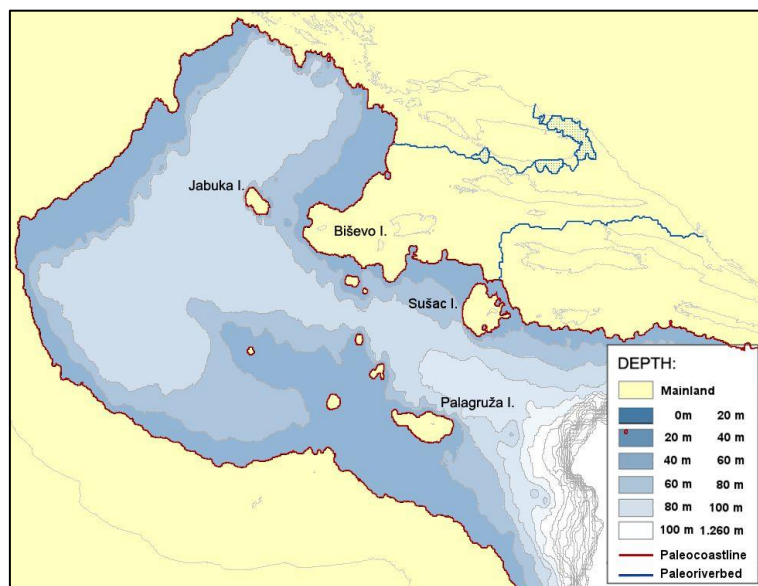 Jabuka I.
Biševo I.
Sušac I.
Palagruža I.
DEPTH:
Mainland
0m 20 m
20 m 40 m
40 m 60 m
60 m 80 m
80 m 100 m
100 m 1.260 m
Paleocoastline
Paleoriverbed